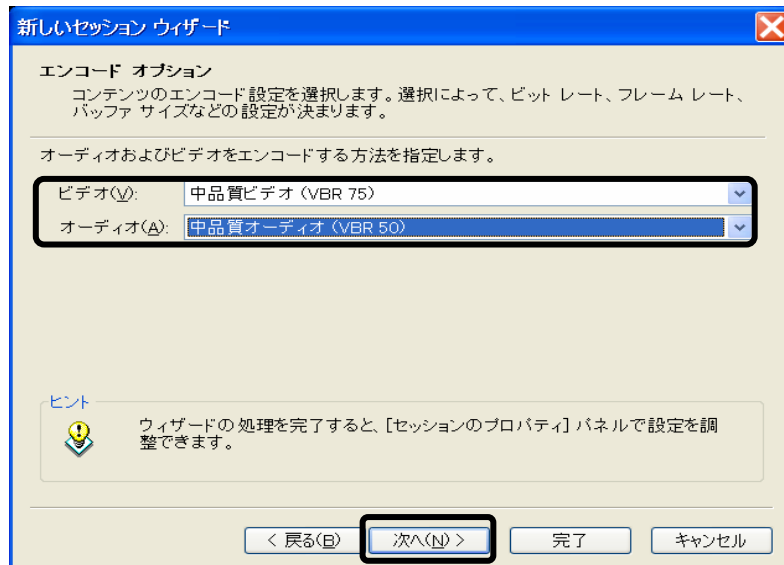 新しいセッション ウィザード
エンコード オプション
コンテンツのエンコード設定を選択します。選択によって、ビット レート、フレーム レート、
バッファ サイズなどの設定が決まります。
オーディオおよびビデオをエンコードする方法を指定します。
ビデオ(V): 中品質ビデオ (VBR 75)
オーディオ(A): 中品質オーディオ (VBR 50)
ヒント
ウィザードの処理を完了すると、[セッションのプロパティ] パネルで設定を調
整できます。
< 戻る(B) 次へ(N) > 完了 キャンセル